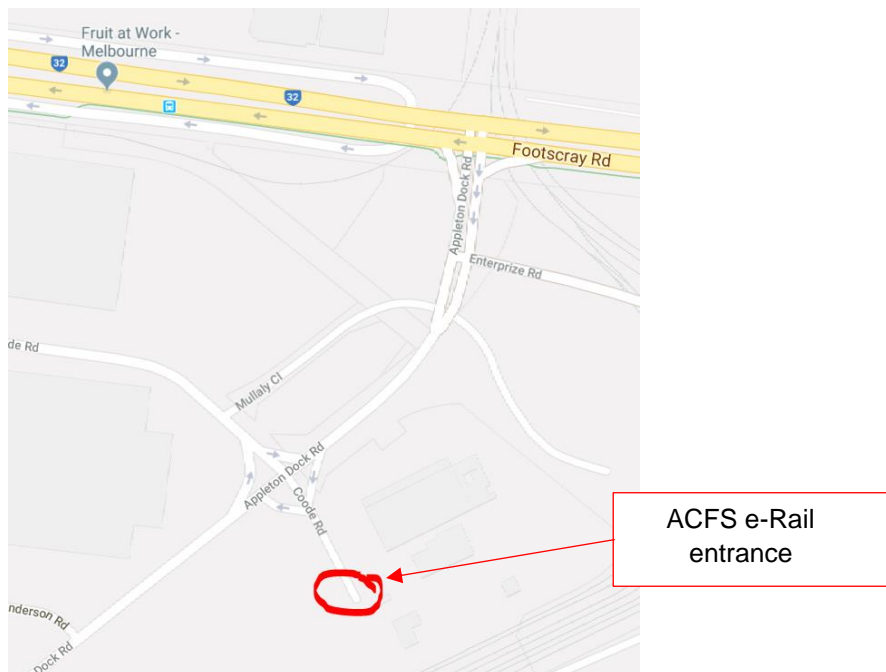 Fruit at Work -
Melbourne
32
32
Footscray Rd
Appleton Dock Rd
Enterprize Rd
de Rd
Mullaly Cl
Appleton Dock Rd
Coode Rd
ACFS e-Rail
entrance
nderson Rd
Dock Rd